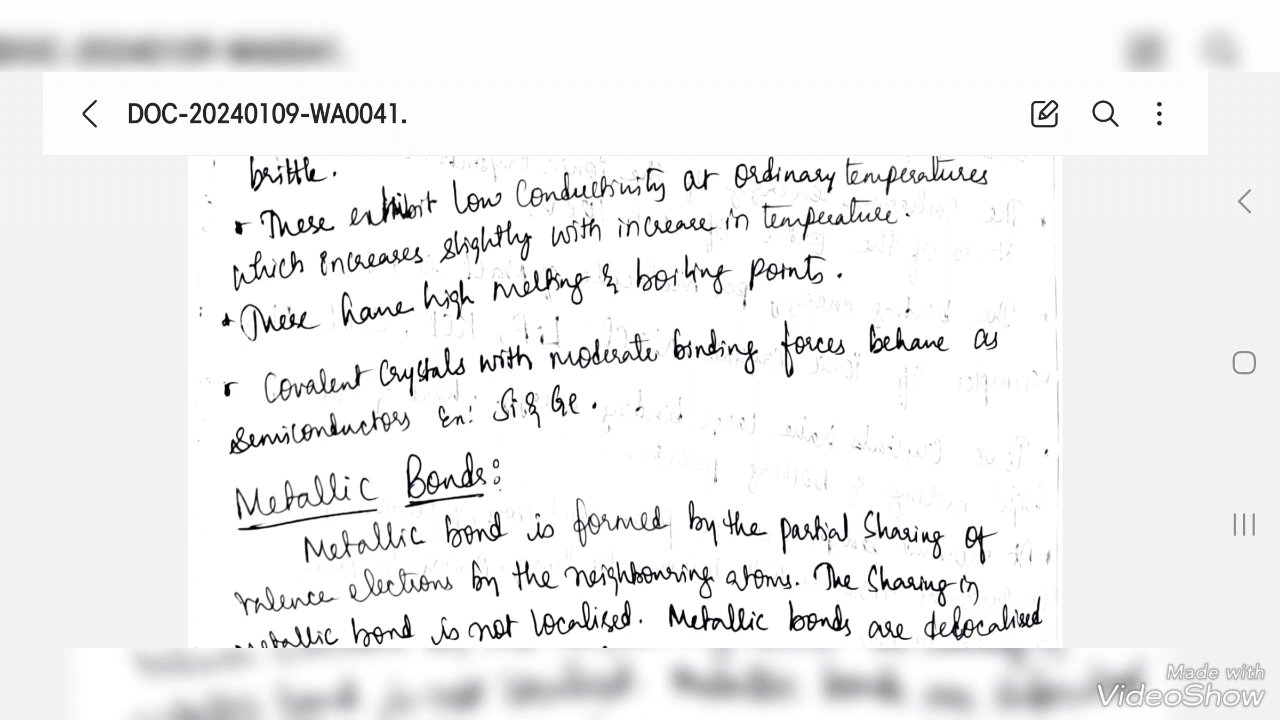 DOC-20240109-WA0041.
brittle.
These exhibit low conductivity at ordinary temperatures
which increases slightly with increase in temperature.
These have high melting & boiling points.
Covalent crystals with moderate binding forces behave as
semiconductors Ex: Si & Ge.
Metallic Bonds:
Metallic bond is formed by the partial sharing of
valence elections by the neighbouring atoms. The sharing in
Metallic bond is not localised. Metallic bonds are delocalised
Made with
VideoShow